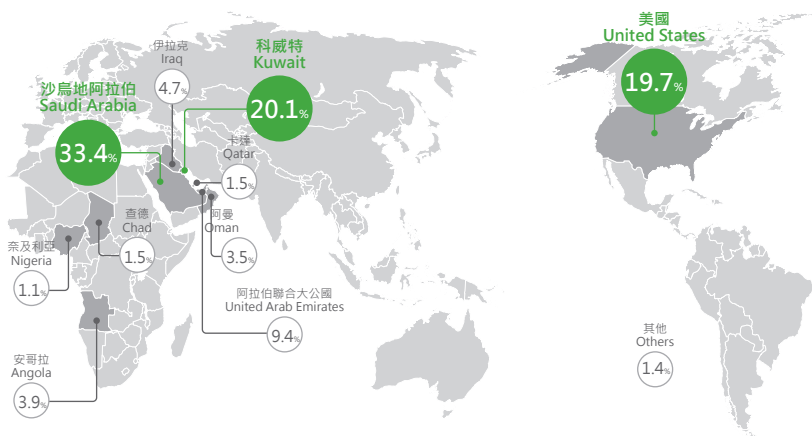 伊拉克
Iraq
4.7%
科威特
Kuwait
20.1%
美國
United States
19.7%
沙烏地阿拉伯
Saudi Arabia
33.4%
卡達
Qatar
1.5%
查德
Chad
1.5%
阿曼
Oman
3.5%
奈及利亞
Nigeria
1.1%
阿拉伯聯合大公國
United Arab Emirates
9.4%
安哥拉
Angola
3.9%
其他
Others
1.4%